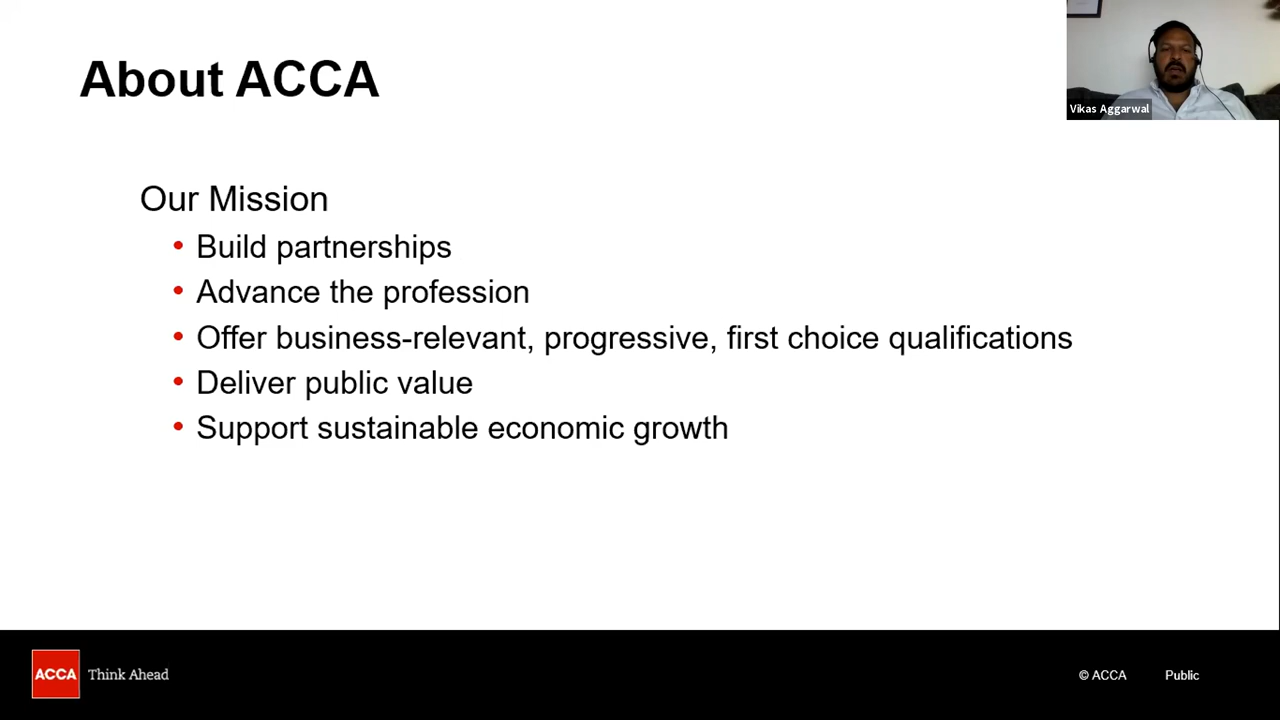 About ACCA
Vikas Aggarwal
Our Mission
• Build partnerships
• Advance the profession
• Offer business-relevant, progressive, first choice qualifications
• Deliver public value
• Support sustainable economic growth
ACCA Think Ahead
© ACCA Public